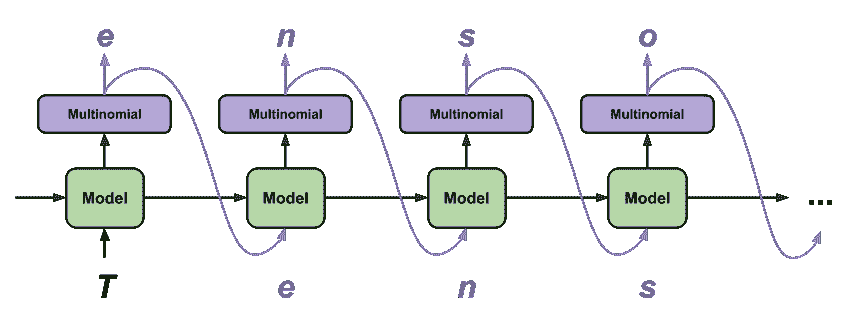 e n s o
Multinomial Multinomial Multinomial Multinomial
Model Model Model Model ...
T e n s